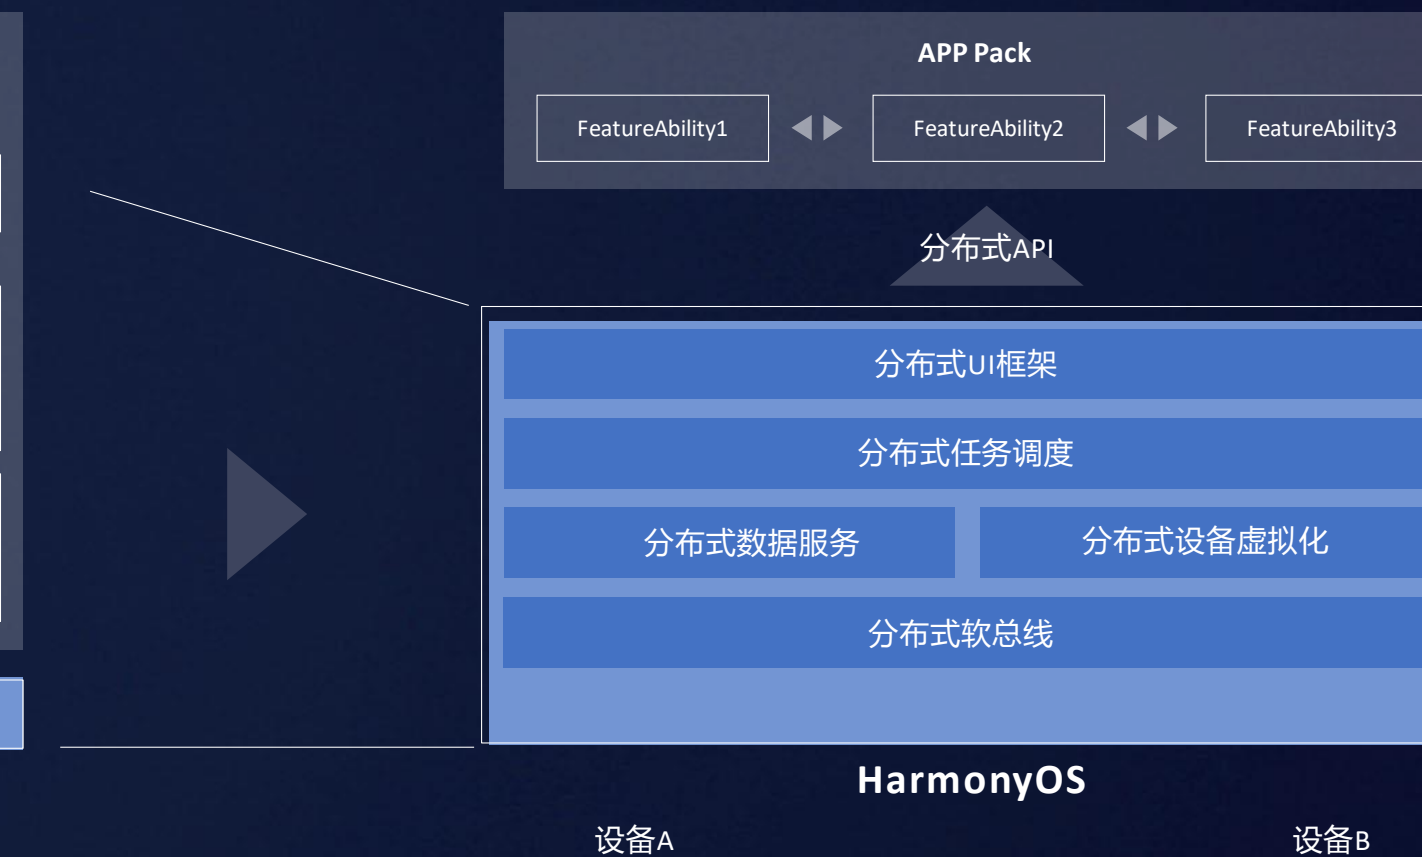 APP Pack
FeatureAbility1
FeatureAbility2
FeatureAbility3
分布式API
分布式UI框架
分布式任务调度
分布式数据服务
分布式设备虚拟化
分布式软总线
HarmonyOS
设备A
设备B